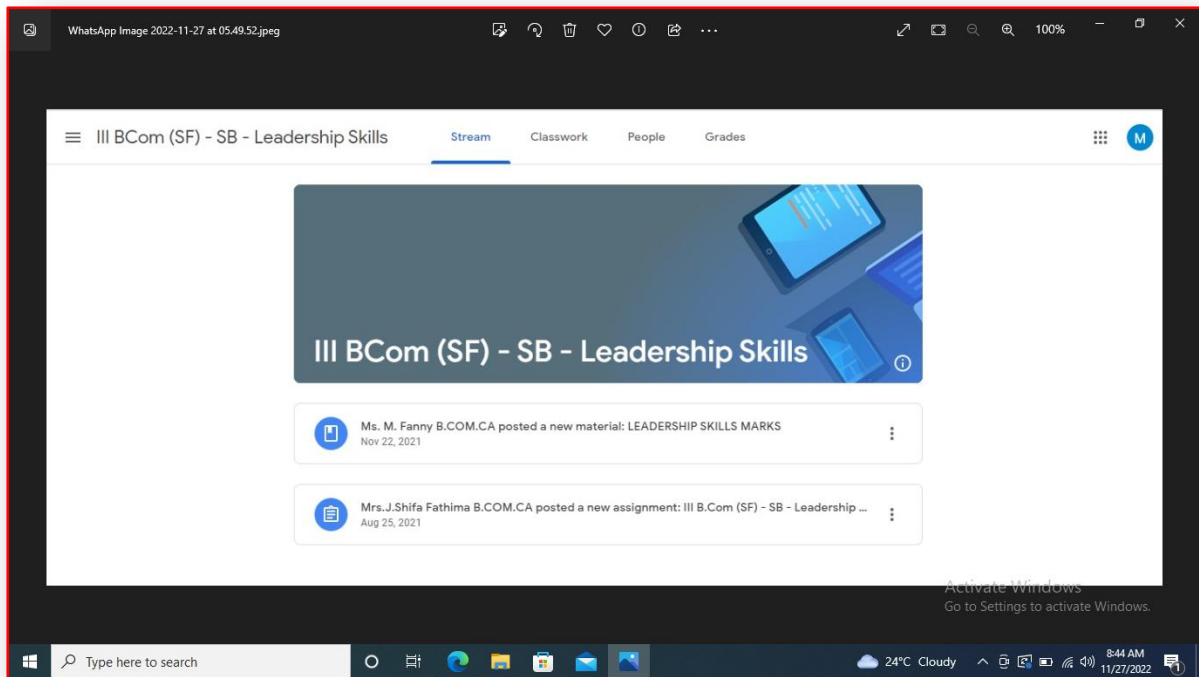 WhatsApp Image 2022-11-27 at 05.49.52.jpeg
100%
III BCom (SF) - SB - Leadership Skills
Stream
Classwork
People
Grades
M
III BCom (SF) - SB - Leadership Skills
Ms. M. Fanny B.COM.CA posted a new material: LEADERSHIP SKILLS MARKS
Nov 22, 2021
Mrs.J.Shifa Fathima B.COM.CA posted a new assignment: III B.Com (SF) - SB - Leadership ...
Aug 25, 2021
Activate Windows
Go to Settings to activate Windows.
Type here to search
24°C Cloudy
8:44 AM
11/27/2022
1